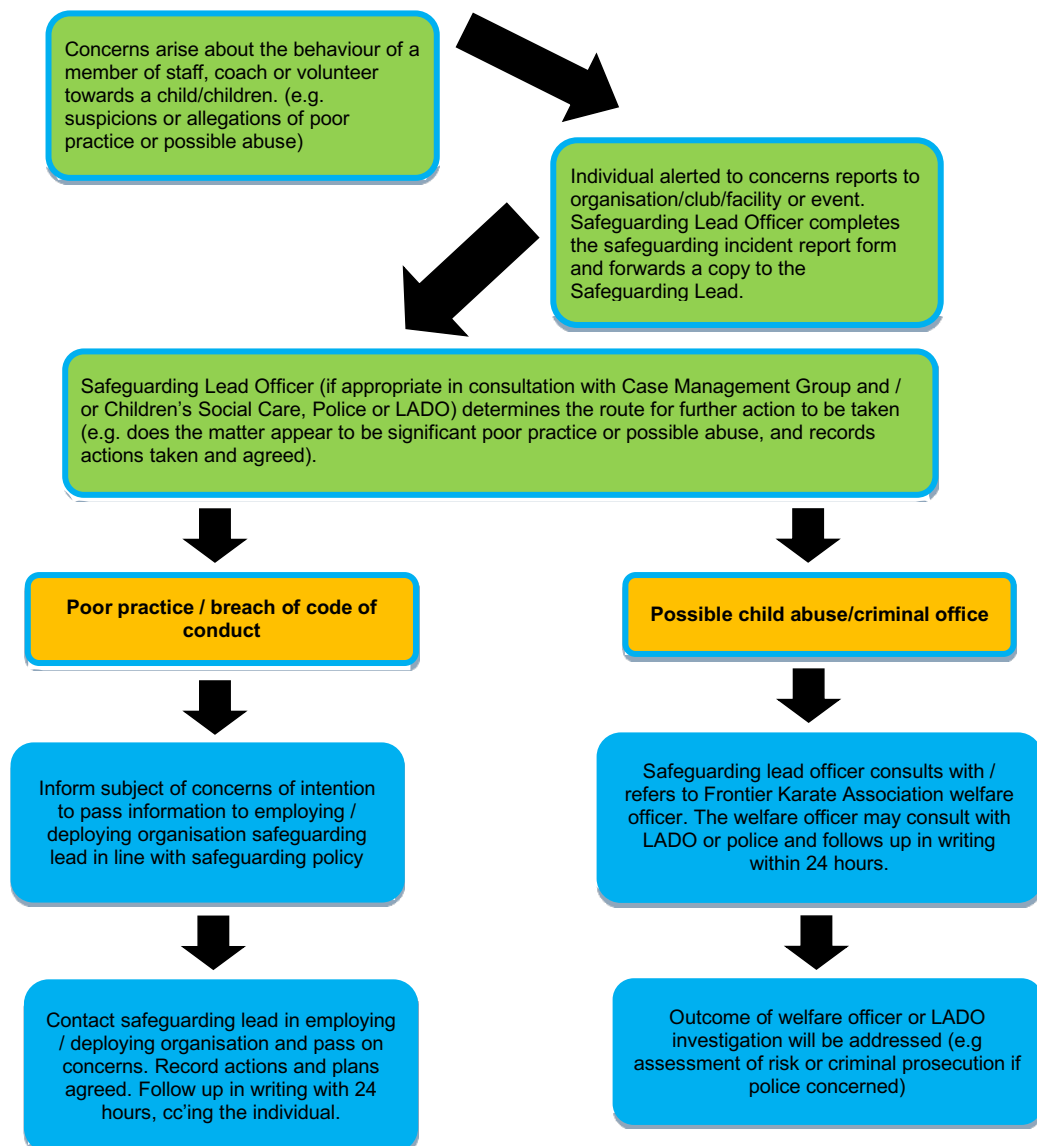 Concerns arise about the behaviour of a
member of staff, coach or volunteer
towards a child/children. (e.g.
suspicions or allegations of poor
practice or possible abuse)
Individual alerted to concerns reports to
organisation/club/facility or event.
Safeguarding Lead Officer completes
the safeguarding incident report form
and forwards a copy to the
Safeguarding Lead.
Safeguarding Lead Officer (if appropriate in consultation with Case Management Group and /
or Children’s Social Care, Police or LADO) determines the route for further action to be taken
(e.g. does the matter appear to be significant poor practice or possible abuse, and records
actions taken and agreed).
Poor practice / breach of code of
conduct
Possible child abuse/criminal office
Inform subject of concerns of intention
to pass information to employing /
deploying organisation safeguarding
lead in line with safeguarding policy
Safeguarding lead officer consults with /
refers to Frontier Karate Association welfare
officer. The welfare officer may consult with
LADO or police and follows up in writing
within 24 hours.
Contact safeguarding lead in employing
/ deploying organisation and pass on
concerns. Record actions and plans
agreed. Follow up in writing with 24
hours, cc’ing the individual.
Outcome of welfare officer or LADO
investigation will be addressed (e.g
assessment of risk or criminal prosecution if
police concerned)